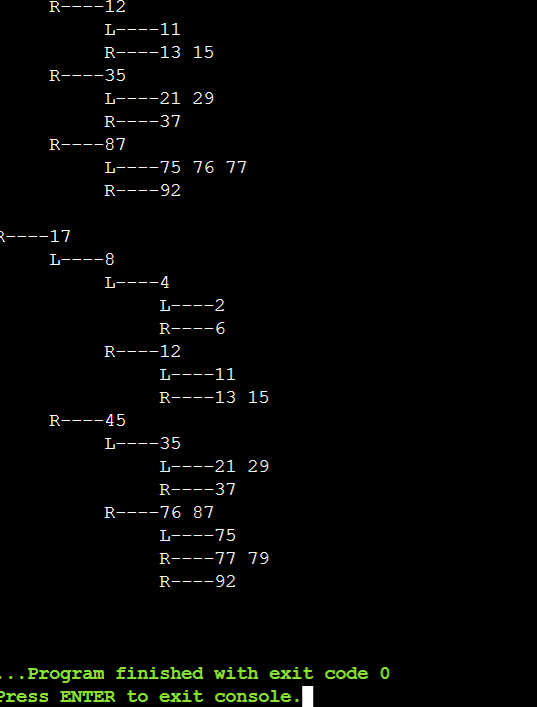 R----12
L----11
R----13 15
R----35
L----21 29
R----37
R----87
L----75 76 77
R----92
R----17
L----8
L----4
L----2
R----6
R----12
L----11
R----13 15
R----45
L----35
L----21 29
R----37
R----76 87
L----75
R----77 79
R----92
...Program finished with exit code 0
Press ENTER to exit console.